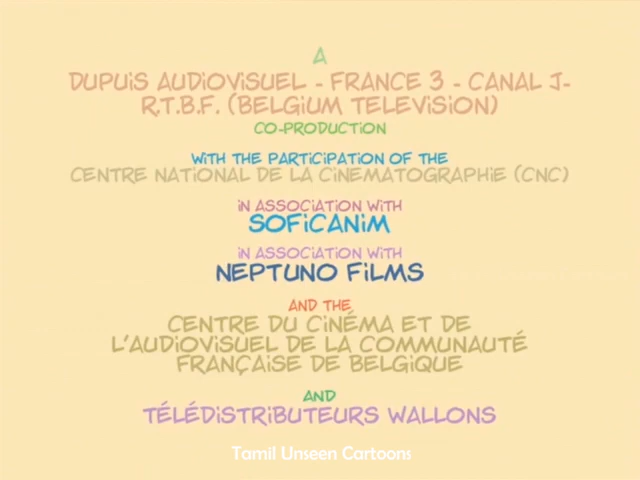 A
DUPUIS AUDIOVISUEL - FRANCE 3 - CANAL J-
R.T.B.F. (BELGIUM TELEVISION)
CO-PRODUCTION
WITH THE PARTICIPATION OF THE
CENTRE NATIONAL DE LA CINEMATOGRAPHIE (CNC)
IN ASSOCIATION WITH
SOFICANIM
IN ASSOCIATION WITH
NEPTUNO FILMS
AND THE
CENTRE DU CINÉMA ET DE
L'AUDIOVISUEL DE LA COMMUNAUTÉ
FRANÇAISE DE BELGIQUE
AND
TÉLÉDISTRIBUTEURS WALLONS
Tamil Unseen Cartoons